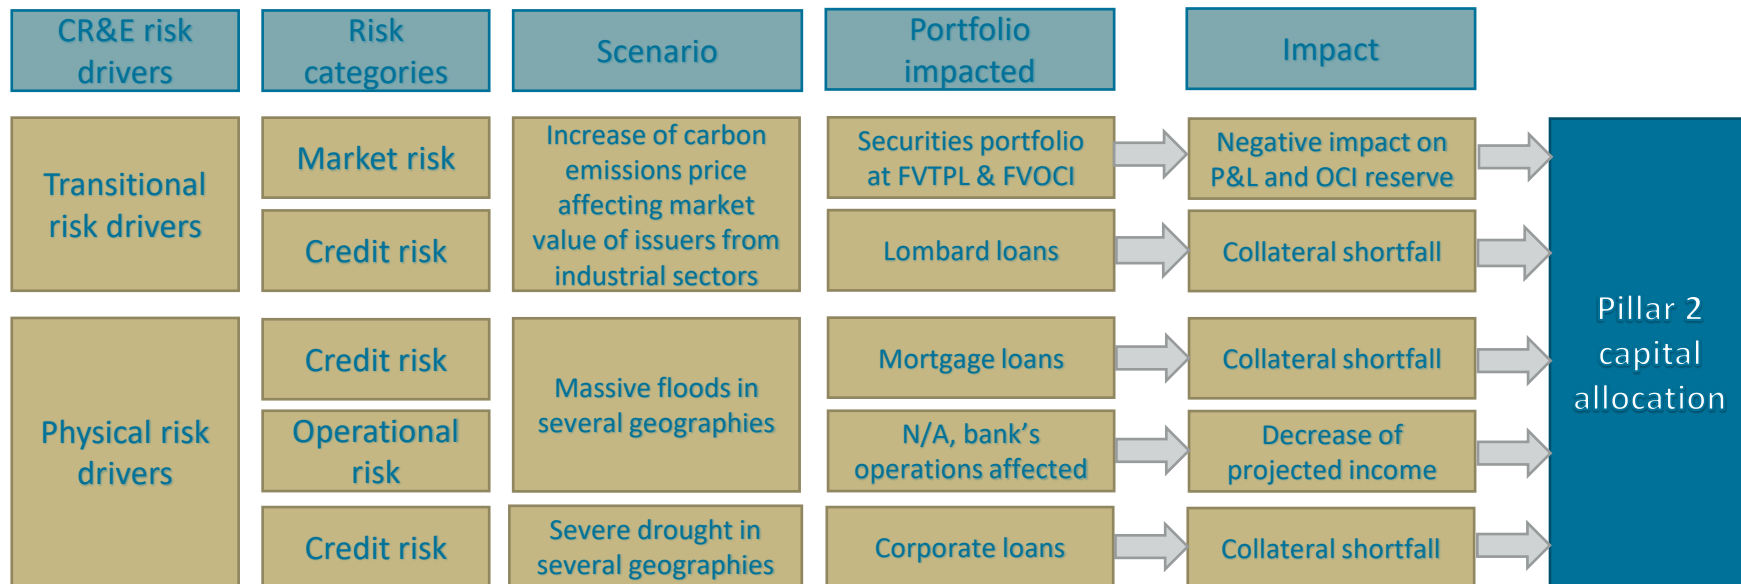 CR&E risk
drivers
Risk
categories
Scenario
Portfolio
impacted
Impact
Transitional
risk drivers
Market risk
Credit risk
Increase of carbon
emissions price
affecting market
value of issuers from
industrial sectors
Securities portfolio
at FVTPL & FVOCI
Negative impact on
P&L and OCI reserve
Lombard loans
Collateral shortfall
Physical risk
drivers
Credit risk
Massive floods in
several geographies
Mortgage loans
Collateral shortfall
Operational
risk
N/A, bank's
operations affected
Decrease of
projected income
Credit risk
Severe drought in
several geographies
Corporate loans
Collateral shortfall
Pillar 2
capital
allocation